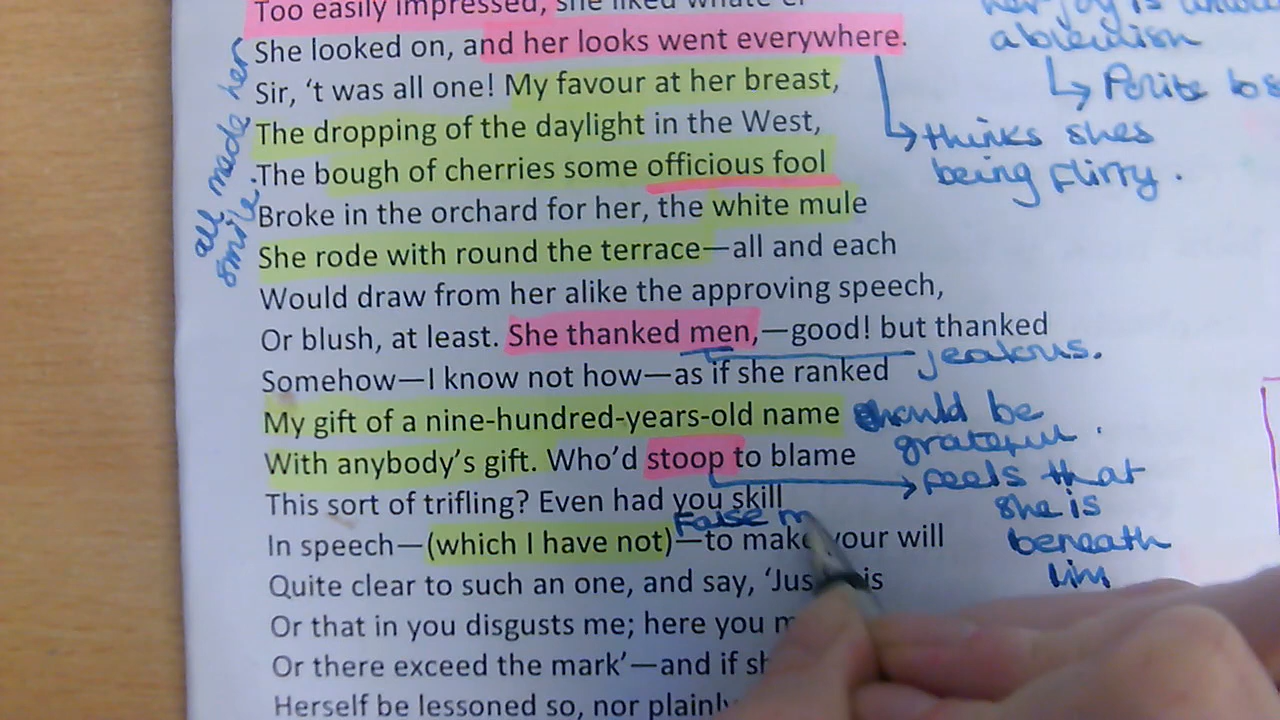 Too easily impressed, she liked whate'er
her joy is
She looked on, and her looks went everywhere.
a blemish
Sir, 't was all one! My favour at her breast,
↳ Polite
all made her
smile.
The dropping of the daylight in the West,
thinks shes
being flirty.
The bough of cherries some officious fool
Broke in the orchard for her, the white mule
She rode with round the terrace—all and each
Would draw from her alike the approving speech,
Or blush, at least. She thanked men,—good! but thanked
jealous.
Somehow—I know not how—as if she ranked
My gift of a nine-hundred-years-old name
should be
grateful.
With anybody's gift. Who'd stoop to blame
feels that
she is
beneath
him
This sort of trifling? Even had you skill
False m
In speech—(which I have not)—to make your will
Quite clear to such an one, and say, 'Jus is
Or that in you disgusts me; here you m
Or there exceed the mark'—and if sh
Herself be lessoned so, nor plainly